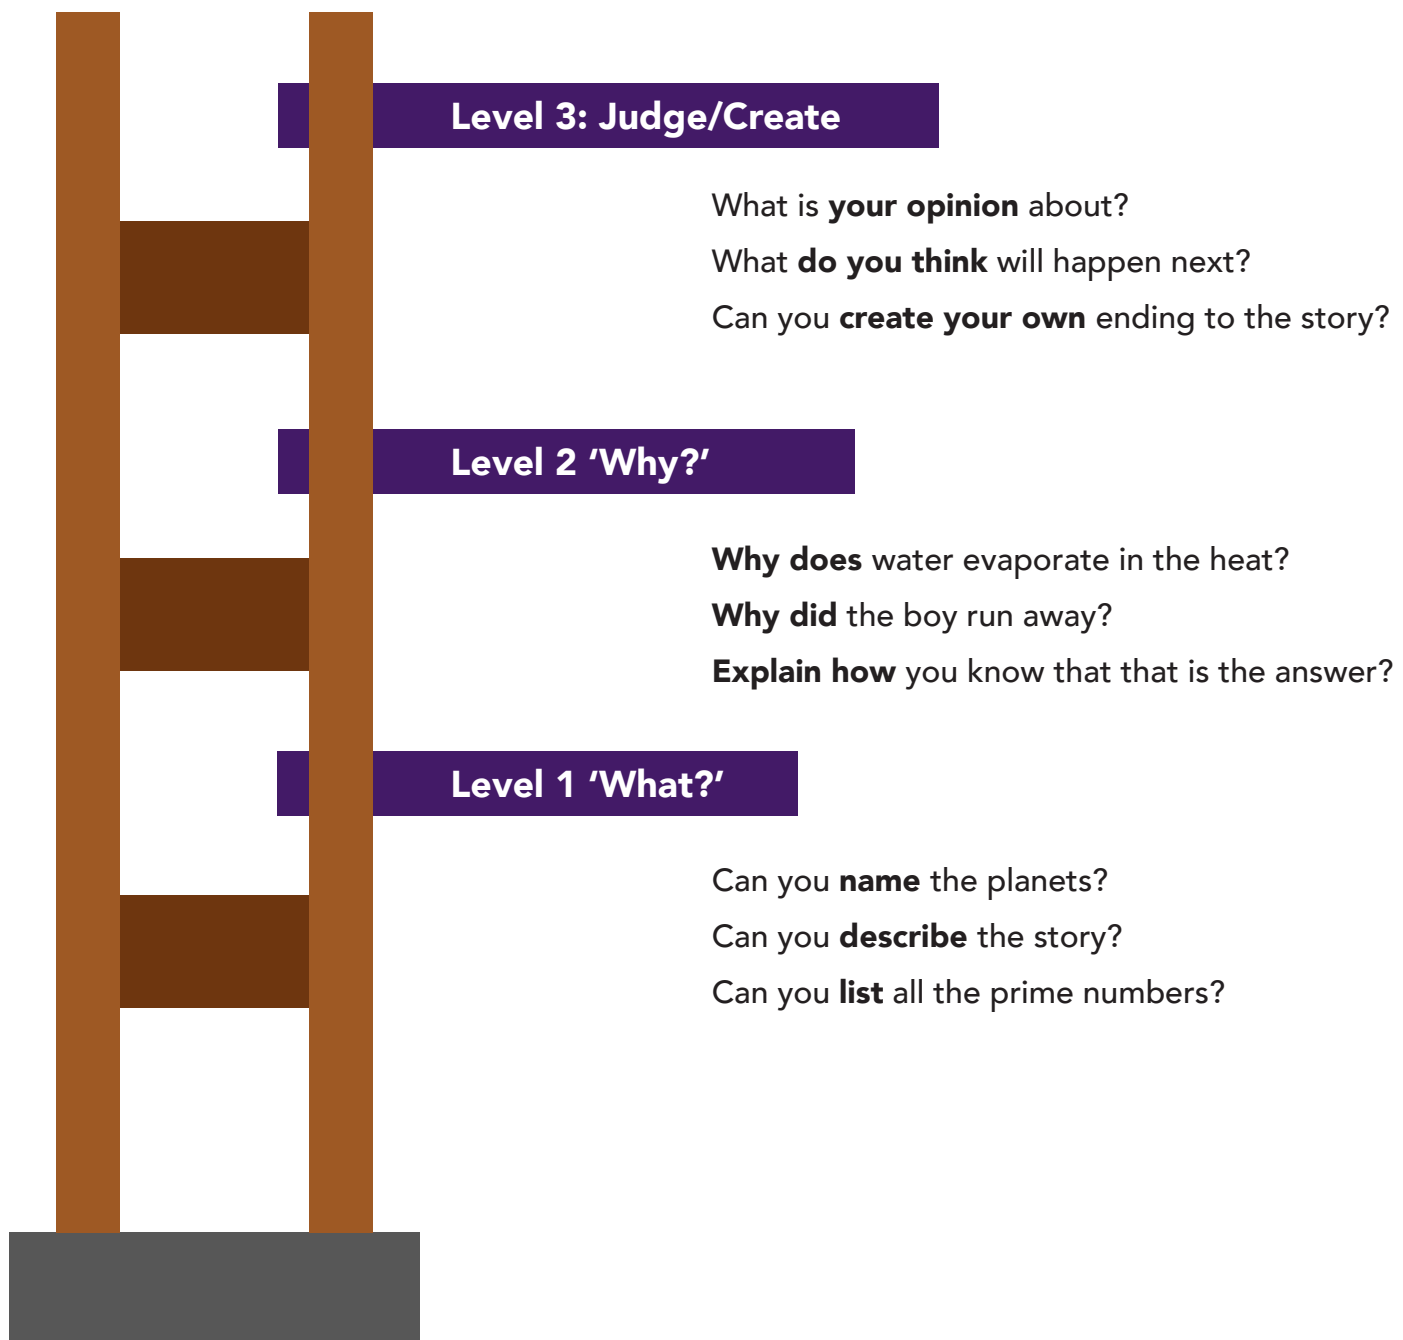 Level 3: Judge/Create
What is your opinion about?
What do you think will happen next?
Can you create your own ending to the story?
Level 2 ‘Why?’
Why does water evaporate in the heat?
Why did the boy run away?
Explain how you know that that is the answer?
Level 1 ‘What?’
Can you name the planets?
Can you describe the story?
Can you list all the prime numbers?